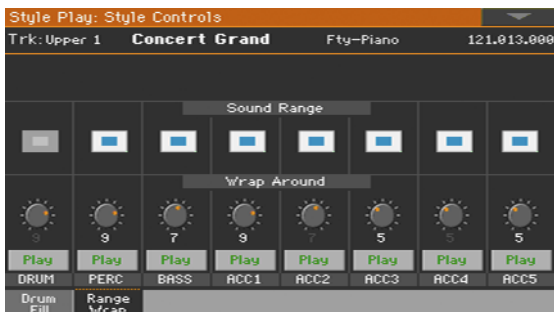 Style Play: Style Controls
Trk:Upper 1 Concert Grand Fty-Piano 121.013.000
Sound Range
Wrap Around
9 9 7 9 7 5 5 5
Play Play Play Play Play Play Play Play
DRUM PERC BASS ACC1 ACC2 ACC3 ACC4 ACC5
Drum Range
Fill Wrap